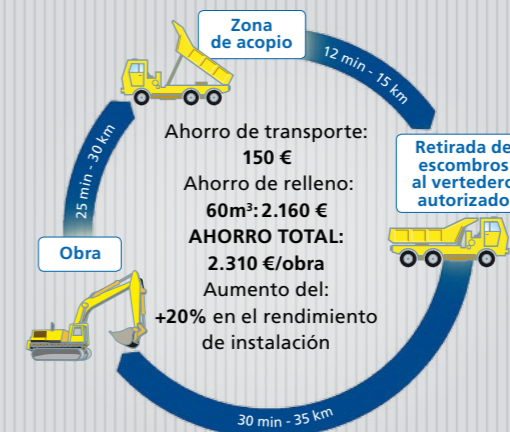 Zona
de acopio
12 min - 15 km
25 min - 30 km
Ahorro de transporte:
150 €
Ahorro de relleno:
60m³: 2.160 €
AHORRO TOTAL:
2.310 €/obra
Aumento del:
+20% en el rendimiento
de instalación
Retirada de
escombros
al vertedero
autorizado
Obra
30 min - 35 km